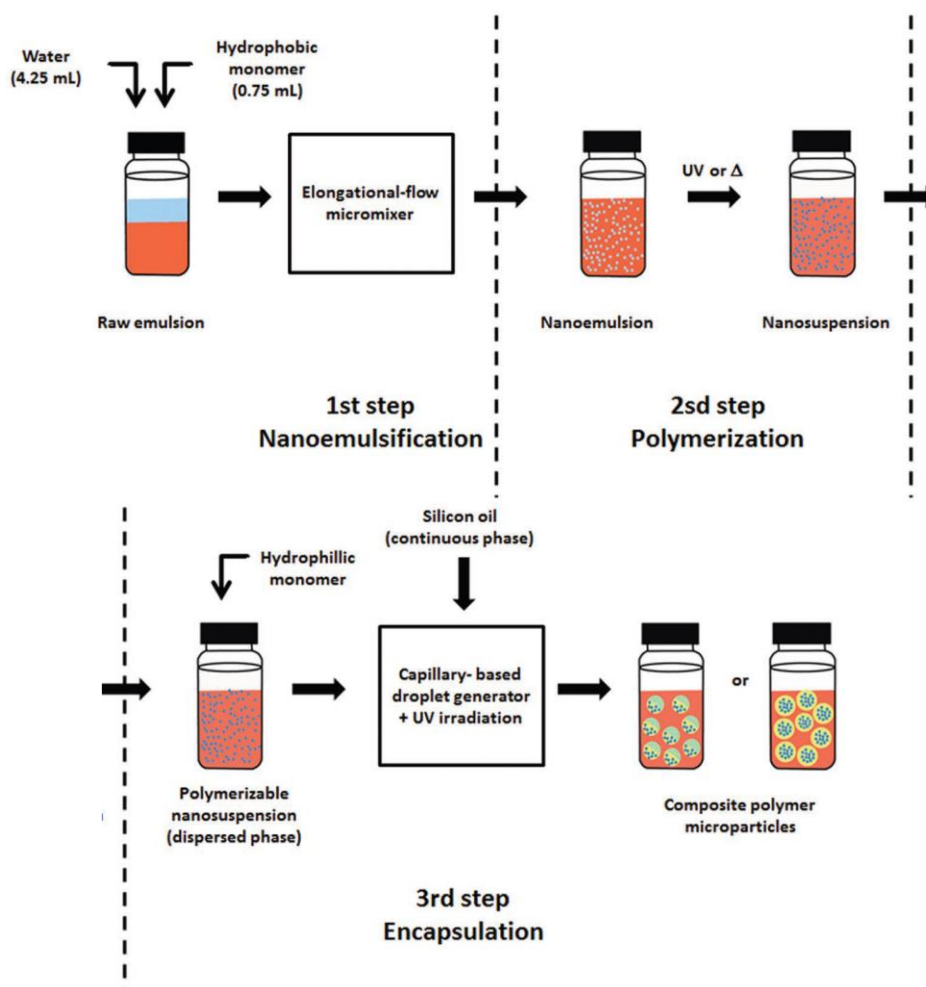 Water
(4.25 mL)
Hydrophobic
monomer
(0.75 mL)
Elongational-flow
micromixer
UV or Δ
Raw emulsion
Nanoemulsion
Nanosuspension
1st step
Nanoemulsification
2sd step
Polymerization
Silicon oil
(continuous phase)
Hydrophillic
monomer
Capillary- based
droplet generator
+ UV irradiation
or
Polymerizable
nanosuspension
(dispersed phase)
Composite polymer
microparticles
3rd step
Encapsulation